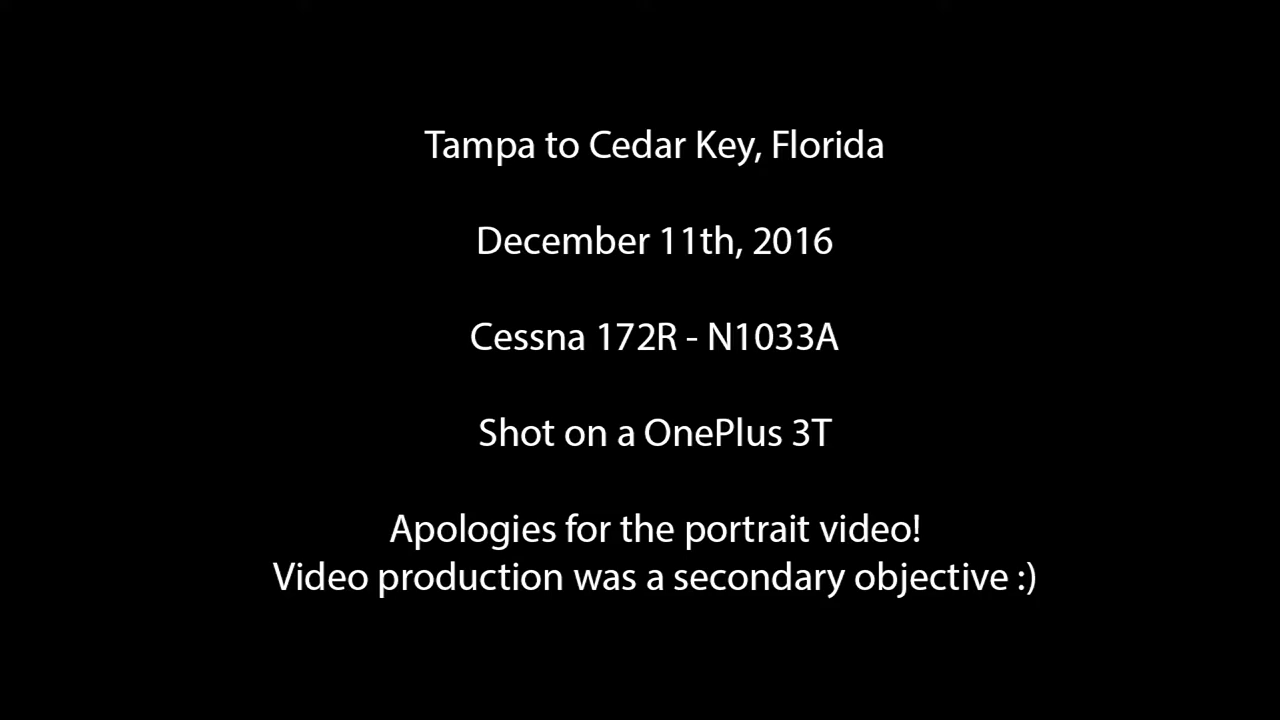 Tampa to Cedar Key, Florida
December 11th, 2016
Cessna 172R - N1033A
Shot on a OnePlus 3T
Apologies for the portrait video!
Video production was a secondary objective :)